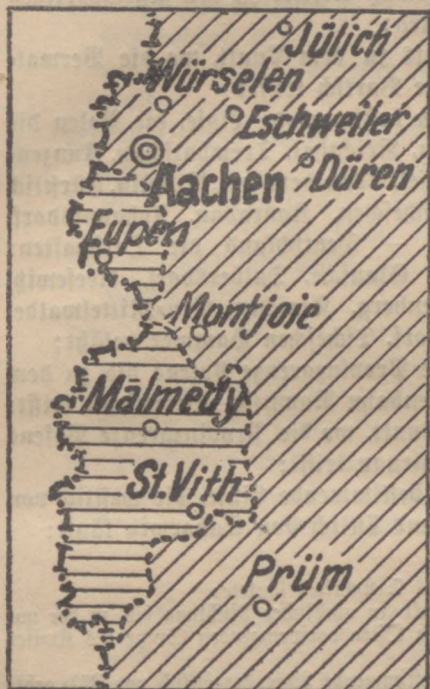 Jülich
Würselen
Eschweiler
Aachen
Düren
Eupen
Montjoie
Malmedy
St.Vith
Prüm